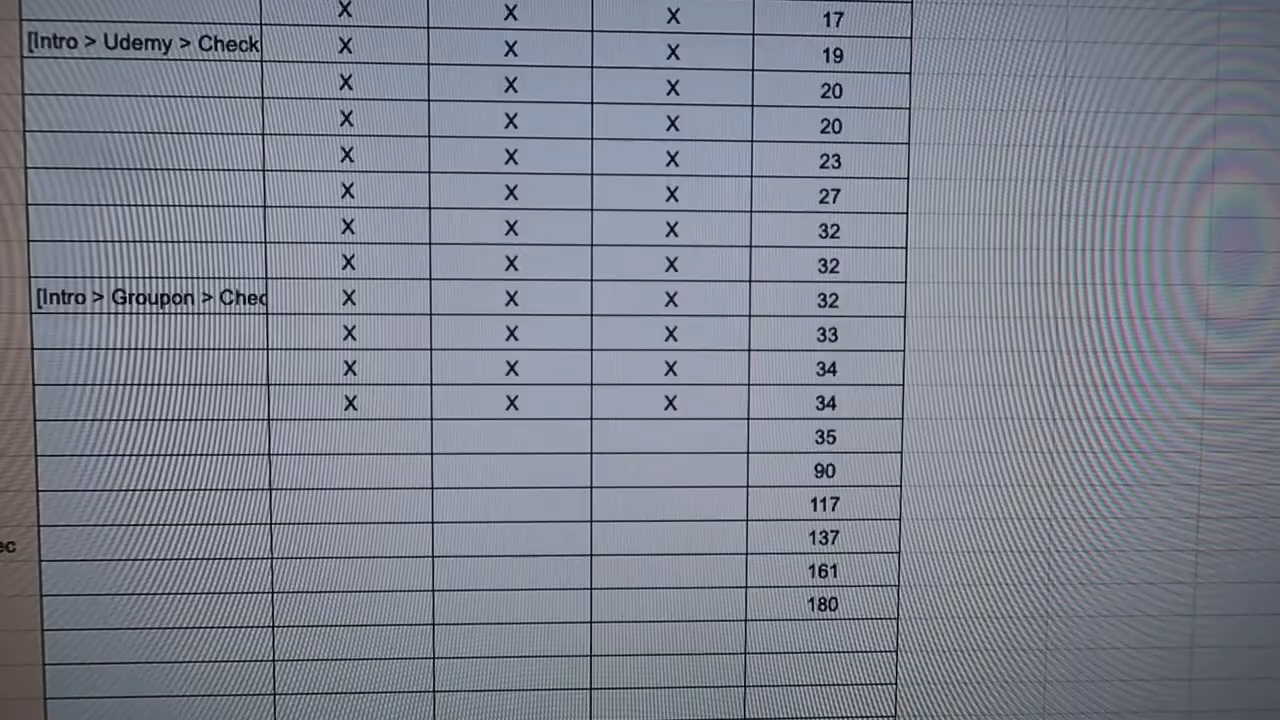 X X X 17
[Intro > Udemy > Check X X X 19
X X X 20
X X X 20
X X X 23
X X X 27
X X X 32
X X X 32
[Intro > Groupon > Chec X X X 32
X X X 33
X X X 34
X X X 34
35
90
117
ec 137
161
180